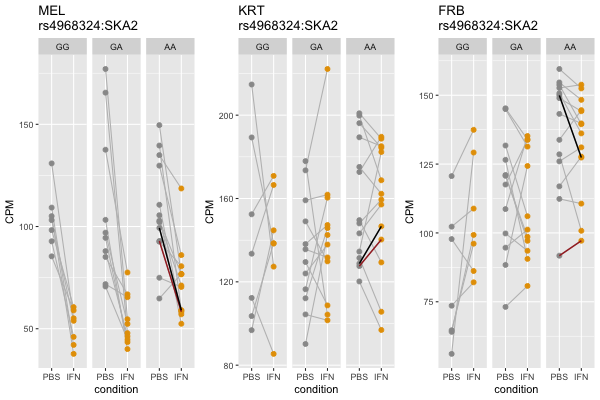 MEL
rs4968324:SKA2
GG GA AA
150
100
50
CPM
PBS IFN PBS IFN PBS IFN
condition
KRT
rs4968324:SKA2
GG GA AA
200
160
120
80
CPM
PBS IFN PBS IFN PBS IFN
condition
FRB
rs4968324:SKA2
GG GA AA
150
125
100
75
CPM
PBS IFN PBS IFN PBS IFN
condition